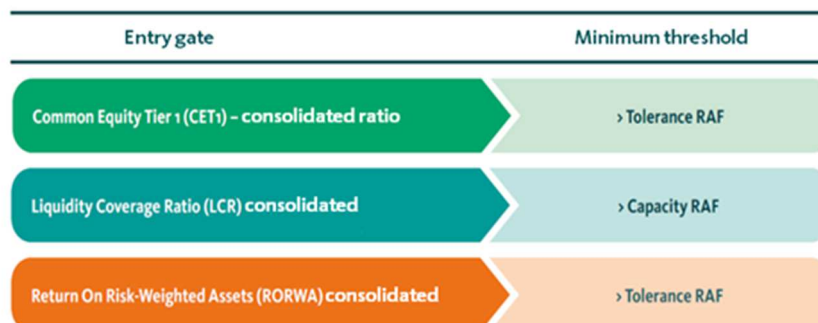 Entry gate Minimum threshold
Common Equity Tier 1 (CET1) – consolidated ratio > Tolerance RAF
Liquidity Coverage Ratio (LCR) consolidated > Capacity RAF
Return On Risk-Weighted Assets (RORWA) consolidated > Tolerance RAF